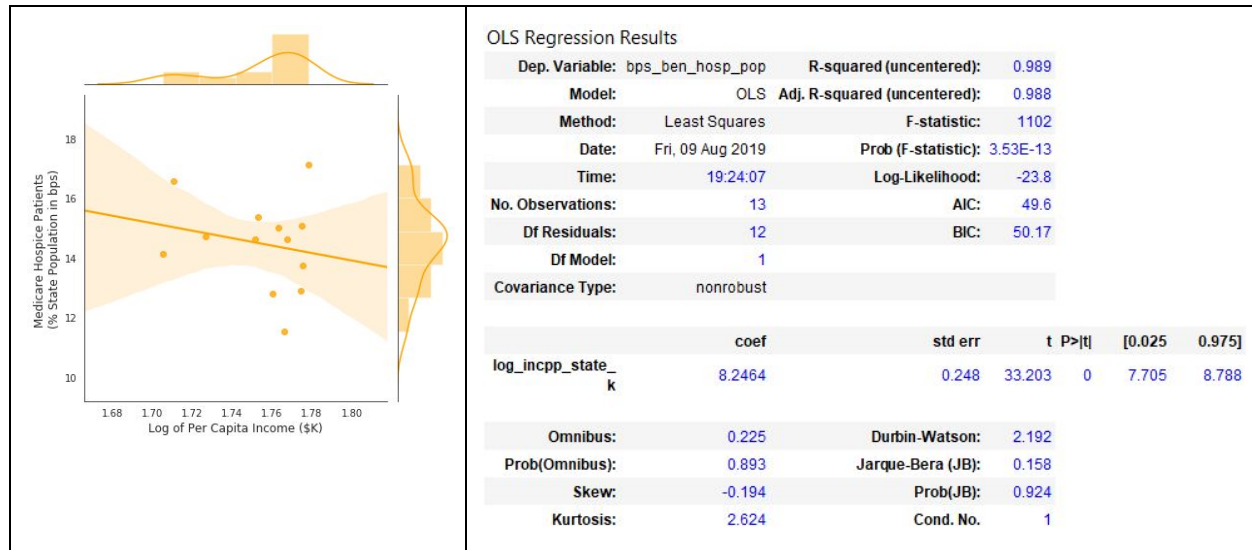 18
16
14
12
10
Medicare Hospice Patients
(% State Population in bps)
1.68 1.70 1.72 1.74 1.76 1.78 1.80
Log of Per Capita Income ($K)
OLS Regression Results
Dep. Variable: bps_ben_hosp_pop R-squared (uncentered): 0.989
Model: OLS Adj. R-squared (uncentered): 0.988
Method: Least Squares F-statistic: 1102
Date: Fri, 09 Aug 2019 Prob (F-statistic): 3.53E-13
Time: 19:24:07 Log-Likelihood: -23.8
No. Observations: 13 AIC: 49.6
Df Residuals: 12 BIC: 50.17
Df Model: 1
Covariance Type: nonrobust
coef std err t P>|t| [0.025 0.975]
log_incpp_state_
k 8.2464 0.248 33.203 0 7.705 8.788
Omnibus: 0.225 Durbin-Watson: 2.192
Prob(Omnibus): 0.893 Jarque-Bera (JB): 0.158
Skew: -0.194 Prob(JB): 0.924
Kurtosis: 2.624 Cond. No. 1